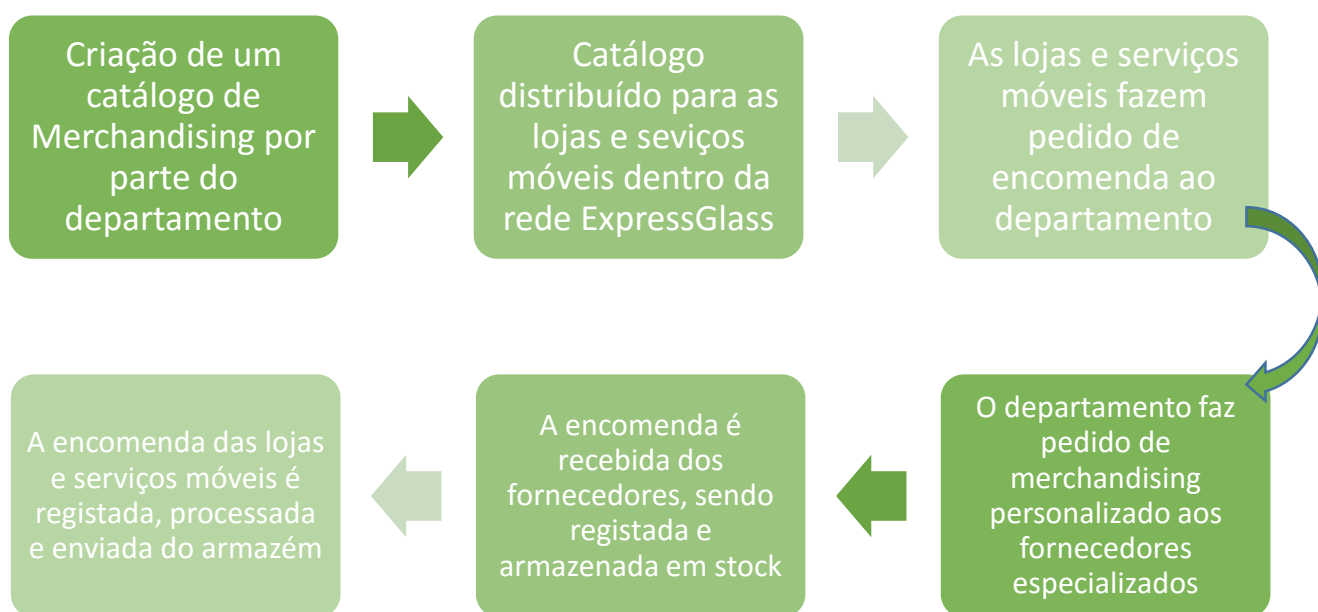 Criação de um
catálogo de
Merchandising por
parte do
departamento
Catálogo
distribuído para as
lojas e seviços
móveis dentro da
rede ExpressGlass
As lojas e serviços
móveis fazem
pedido de
encomenda ao
departamento
O departamento faz
pedido de
merchandising
personalizado aos
fornecedores
especializados
A encomenda é
recebida dos
fornecedores, sendo
registada e
armazenada em stock
A encomenda das lojas
e serviços móveis é
registada, processada
e enviada do armazém